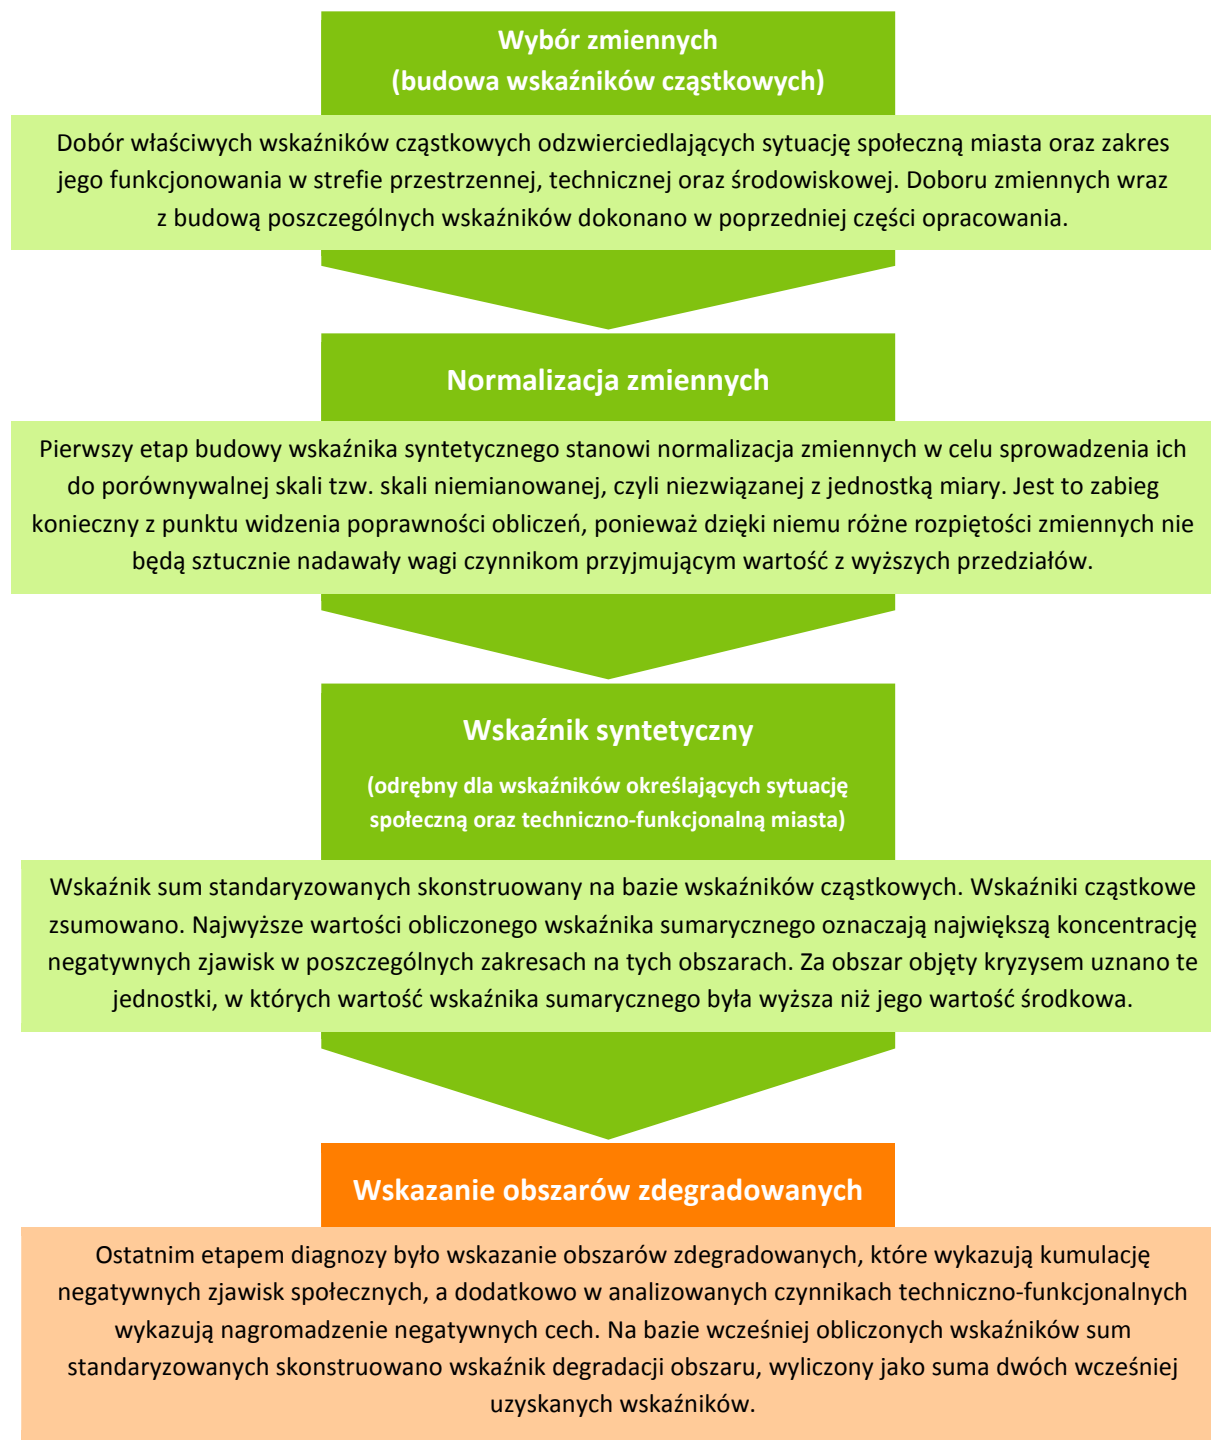 Wybór zmiennych
(budowa wskaźników cząstkowych)
Dobór właściwych wskaźników cząstkowych odzwierciedlających sytuację społeczną miasta oraz zakres
jego funkcjonowania w strefie przestrzennej, technicznej oraz środowiskowej. Doboru zmiennych wraz
z budową poszczególnych wskaźników dokonano w poprzedniej części opracowania.
Normalizacja zmiennych
Pierwszy etap budowy wskaźnika syntetycznego stanowi normalizacja zmiennych w celu sprowadzenia ich
do porównywalnej skali tzw. skali niemianowanej, czyli niezwiązanej z jednostką miary. Jest to zabieg
konieczny z punktu widzenia poprawności obliczeń, ponieważ dzięki niemu różne rozpiętości zmiennych nie
będą sztucznie nadawały wagi czynnikom przyjmującym wartość z wyższych przedziałów.
Wskaźnik syntetyczny
(odrębny dla wskaźników określających sytuację
społeczną oraz techniczno-funkcjonalną miasta)
Wskaźnik sum standaryzowanych skonstruowany na bazie wskaźników cząstkowych. Wskaźniki cząstkowe
zsumowano. Najwyższe wartości obliczonego wskaźnika sumarycznego oznaczają największą koncentrację
negatywnych zjawisk w poszczególnych zakresach na tych obszarach. Za obszar objęty kryzysem uznano te
jednostki, w których wartość wskaźnika sumarycznego była wyższa niż jego wartość środkowa.
Wskazanie obszarów zdegradowanych
Ostatnim etapem diagnozy było wskazanie obszarów zdegradowanych, które wykazują kumulację
negatywnych zjawisk społecznych, a dodatkowo w analizowanych czynnikach techniczno-funkcjonalnych
wykazują nagromadzenie negatywnych cech. Na bazie wcześniej obliczonych wskaźników sum
standaryzowanych skonstruowano wskaźnik degradacji obszaru, wyliczony jako suma dwóch wcześniej
uzyskanych wskaźników.